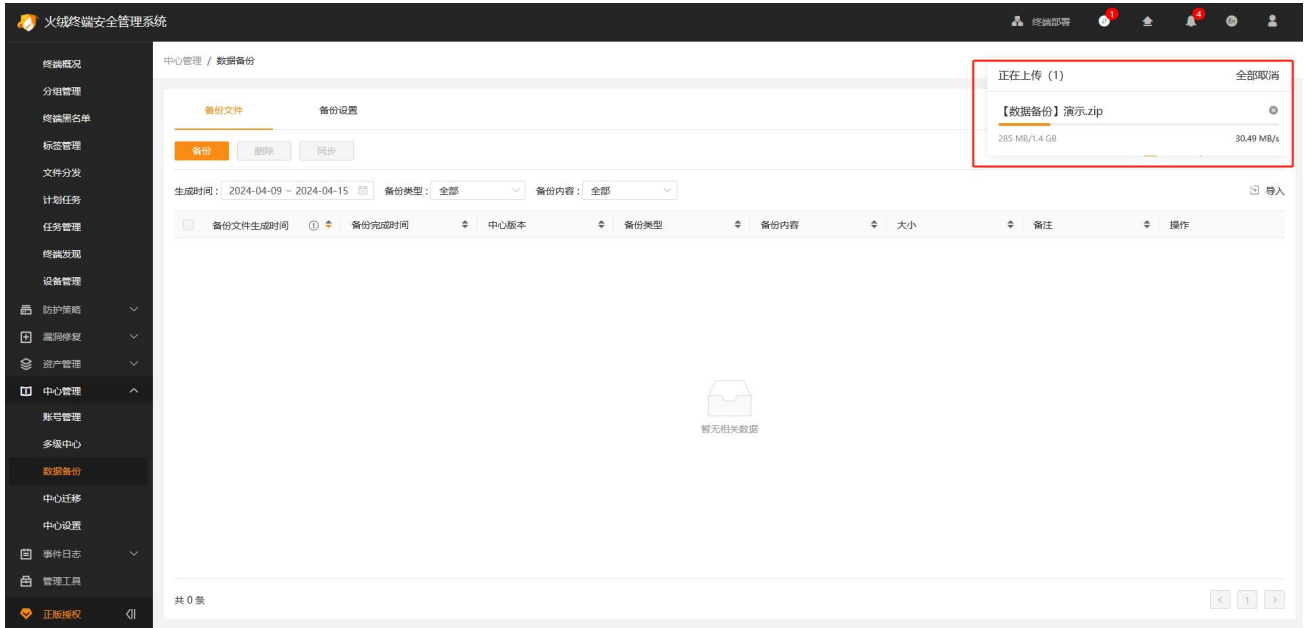 火绒终端安全管理系统
终端部署
1
4
终端概况
分组管理
终端黑名单
标签管理
文件分发
计划任务
任务管理
终端发现
设备管理
防护策略
漏洞修复
资产管理
中心管理
账号管理
多级中心
数据备份
中心迁移
中心设置
事件日志
管理工具
正版授权
中心管理 / 数据备份
正在上传 (1) 全部取消
【数据备份】演示.zip
285 MB/1.4 GB 30.49 MB/s
备份文件 备份设置
备份 删除 同步
生成时间: 2024-04-09 ~ 2024-04-15 备份类型: 全部 备份内容: 全部 导入
备份文件生成时间 备份完成时间 中心版本 备份类型 备份内容 大小 备注 操作
暂无相关数据
共 0 条 < 1 >